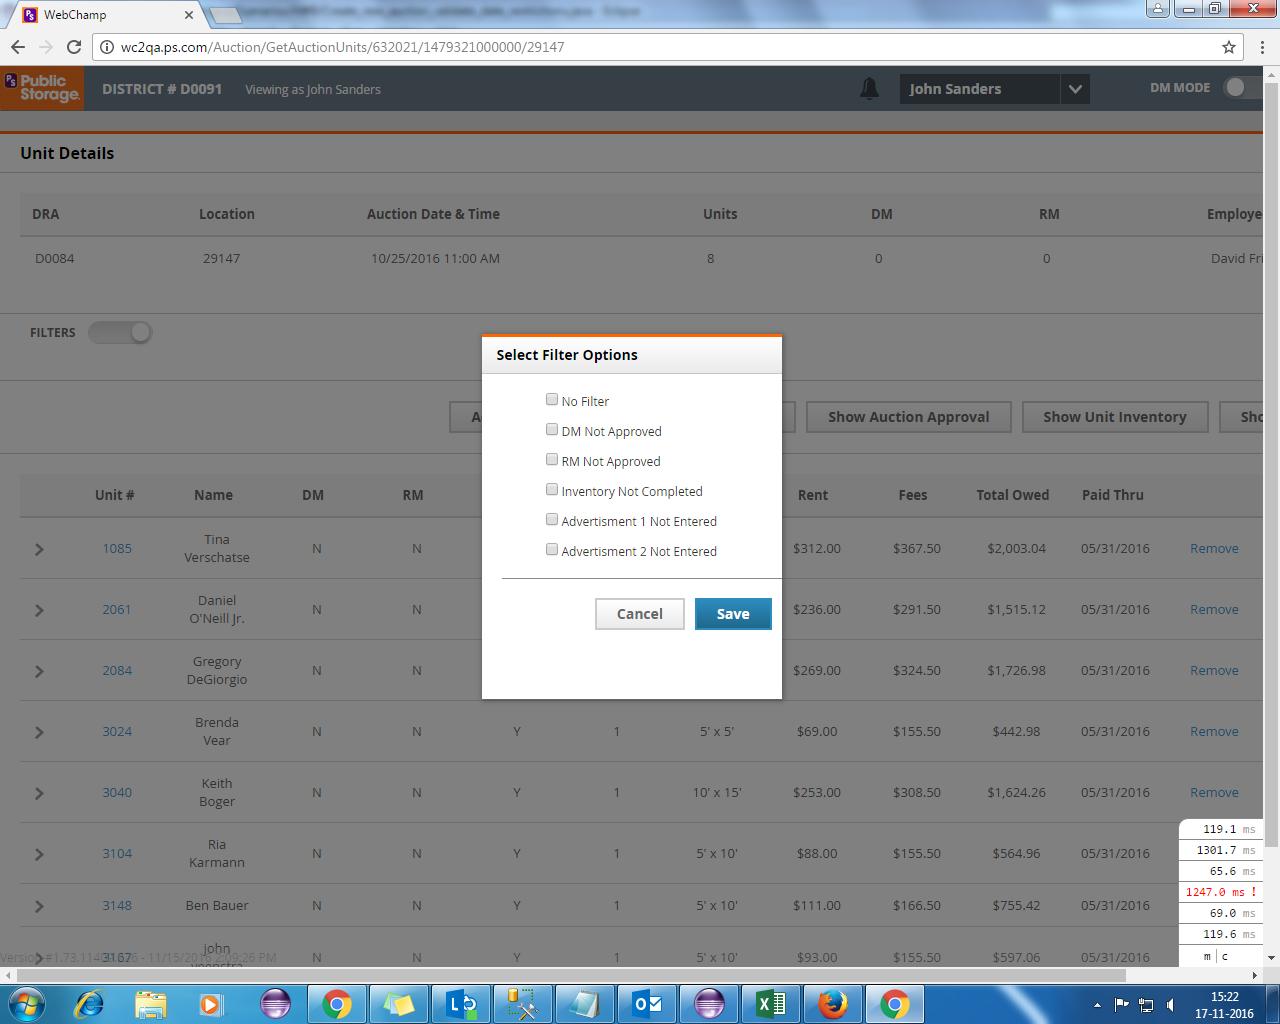 WebChamp
wc2qa.ps.com/Auction/GetAuctionUnits/632021/1479321000000/29147
PS Public Storage.
DISTRICT # D0091 Viewing as John Sanders John Sanders DM MODE
Unit Details
DRA Location Auction Date & Time Units DM RM Employe
D0084 29147 10/25/2016 11:00 AM 8 0 0 David Fri
FILTERS
Select Filter Options
No Filter
DM Not Approved
RM Not Approved
Inventory Not Completed
Advertisment 1 Not Entered
Advertisment 2 Not Entered
Cancel Save
A Show Auction Approval Show Unit Inventory Sho
Unit # Name DM RM Rent Fees Total Owed Paid Thru
1085 Tina Verschatse N N $312.00 $367.50 $2,003.04 05/31/2016 Remove
2061 Daniel O'Neill Jr. N N $236.00 $291.50 $1,515.12 05/31/2016 Remove
2084 Gregory DeGiorgio N N $269.00 $324.50 $1,726.98 05/31/2016 Remove
3024 Brenda Vear N N Y 1 5' x 5' $69.00 $155.50 $442.98 05/31/2016 Remove
3040 Keith Boger N N Y 1 10' x 15' $253.00 $308.50 $1,624.26 05/31/2016 Remove
3104 Ria Karmann N N Y 1 5' x 10' $88.00 $155.50 $564.96 05/31/2016
3148 Ben Bauer N N Y 1 5' x 10' $111.00 $166.50 $755.42 05/31/2016
3167 john N N Y 1 5' x 10' $93.00 $155.50 $597.06 05/31/2016
11/15/2016 2:09:26 PM
119.1 ms
1301.7 ms
65.6 ms
1247.0 ms !
69.0 ms
119.6 ms
m | c
15:22
17-11-2016